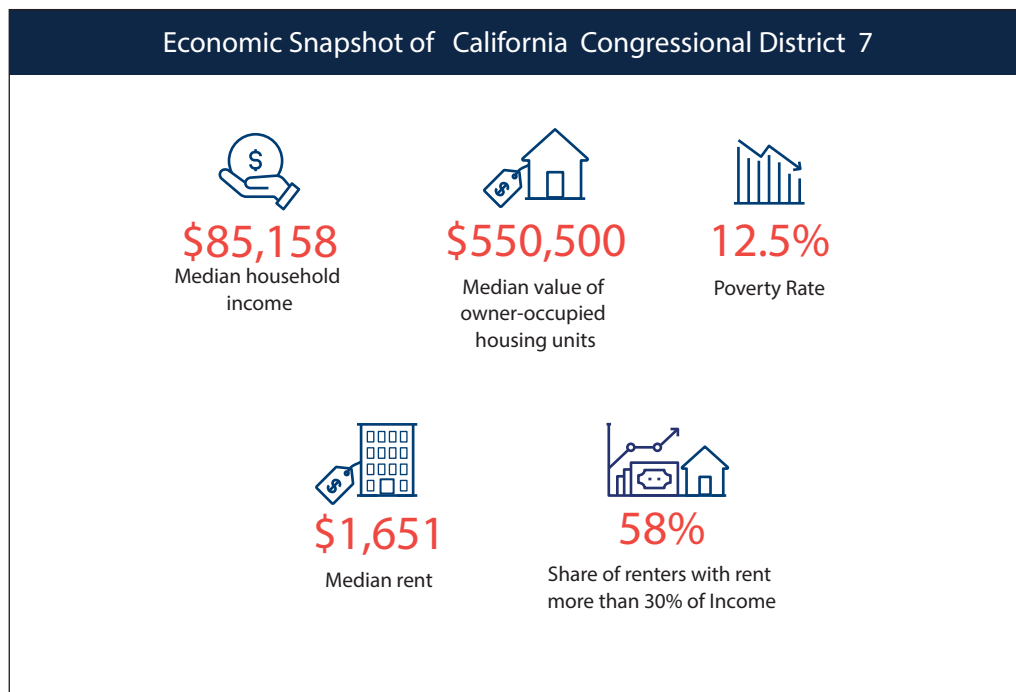 Economic Snapshot of California Congressional District 7
$
$
$85,158
Median household
income
$550,500
Median value of
owner-occupied
housing units
12.5%
Poverty Rate
$
$1,651
Median rent
58%
Share of renters with rent
more than 30% of Income